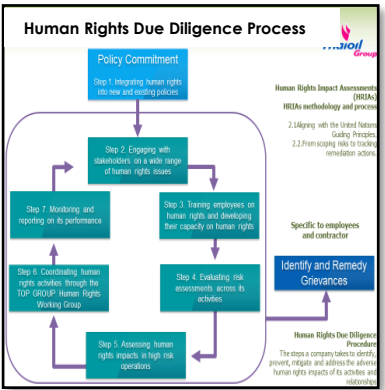 Human Rights Due Diligence Process
Group
Policy Commitment
Step 1. Integrating human rights
into new and existing policies
Step 2. Engaging with
stakeholders on a wide range
of human rights issues
Step 3. Training employees on
human rights and developing
their capacity on human rights
Step 4. Evaluating risk
assessments across its
activities
Step 5. Assessing human
rights impacts in high risk
operations
Step 6. Coordinating human
rights activities through the
TOP GROUP Human Rights
Working Group
Step 7. Monitoring and
reporting on its performance
Human Rights Impact Assessments
(HRIAs)
HRIAs methodology and process
2.1Aligning with the United Nations
Guiding Principles.
2.2.From scoping risks to tracking
remediation actions.
Specific to employees
and contractor
Identify and Remedy
Grievances
Human Rights Due Diligence
Procedure
The steps a company takes to identify,
prevent, mitigate and address the adverse
human rights impacts of its activities and
relationships